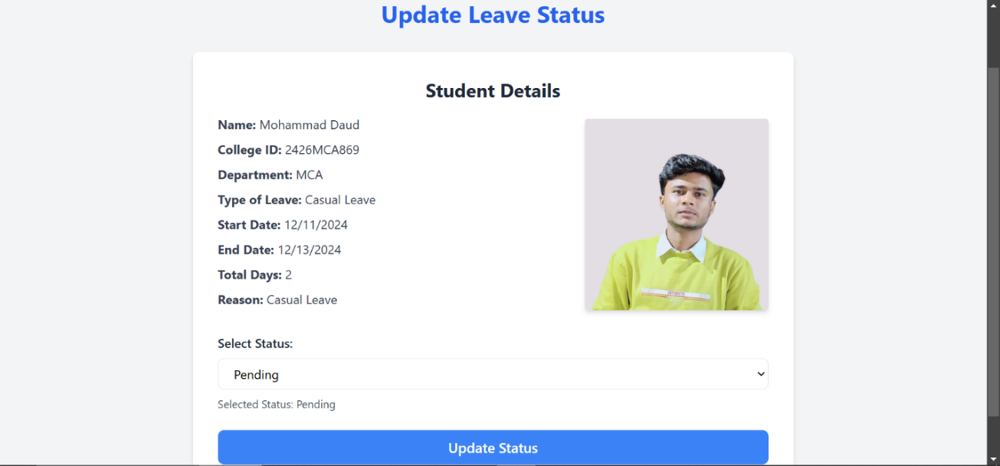 Update Leave Status
Student Details
Name: Mohammad Daud
College ID: 2426MCA869
Department: MCA
Type of Leave: Casual Leave
Start Date: 12/11/2024
End Date: 12/13/2024
Total Days: 2
Reason: Casual Leave
Select Status:
Pending
Selected Status: Pending
Update Status